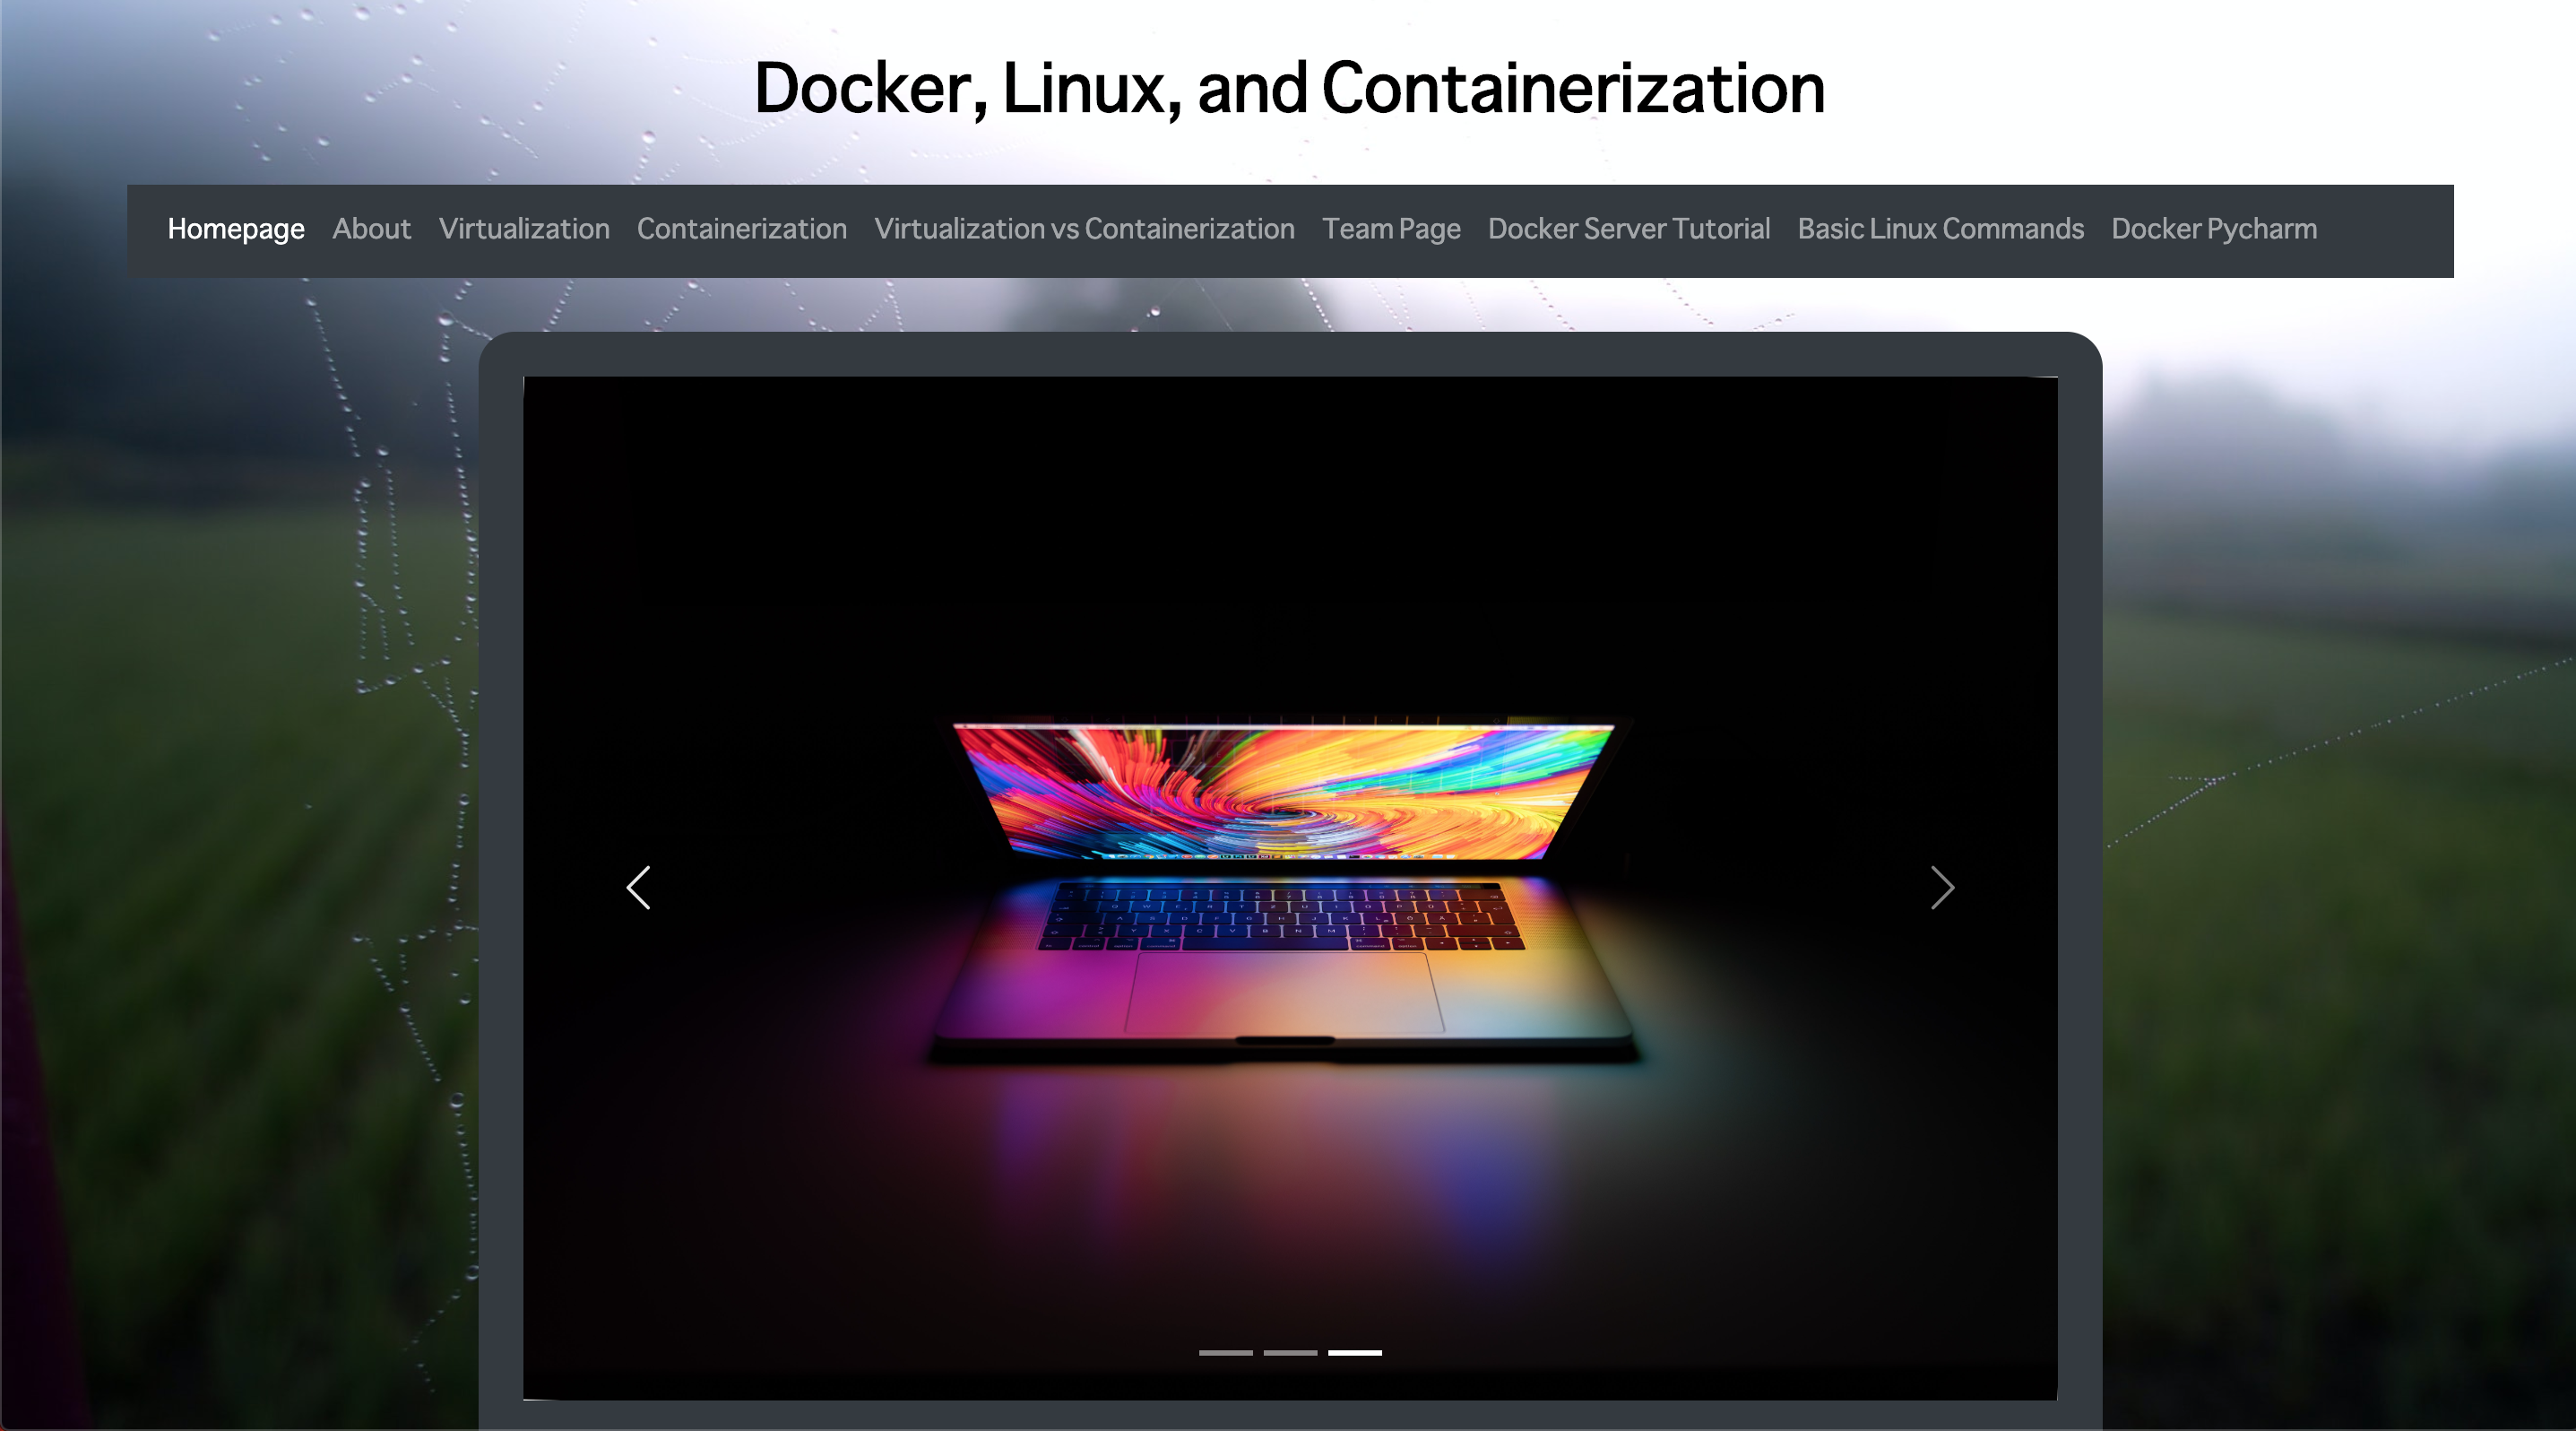 Docker, Linux, and Containerization
Homepage About Virtualization Containerization Virtualization vs Containerization Team Page Docker Server Tutorial Basic Linux Commands Docker Pycharm